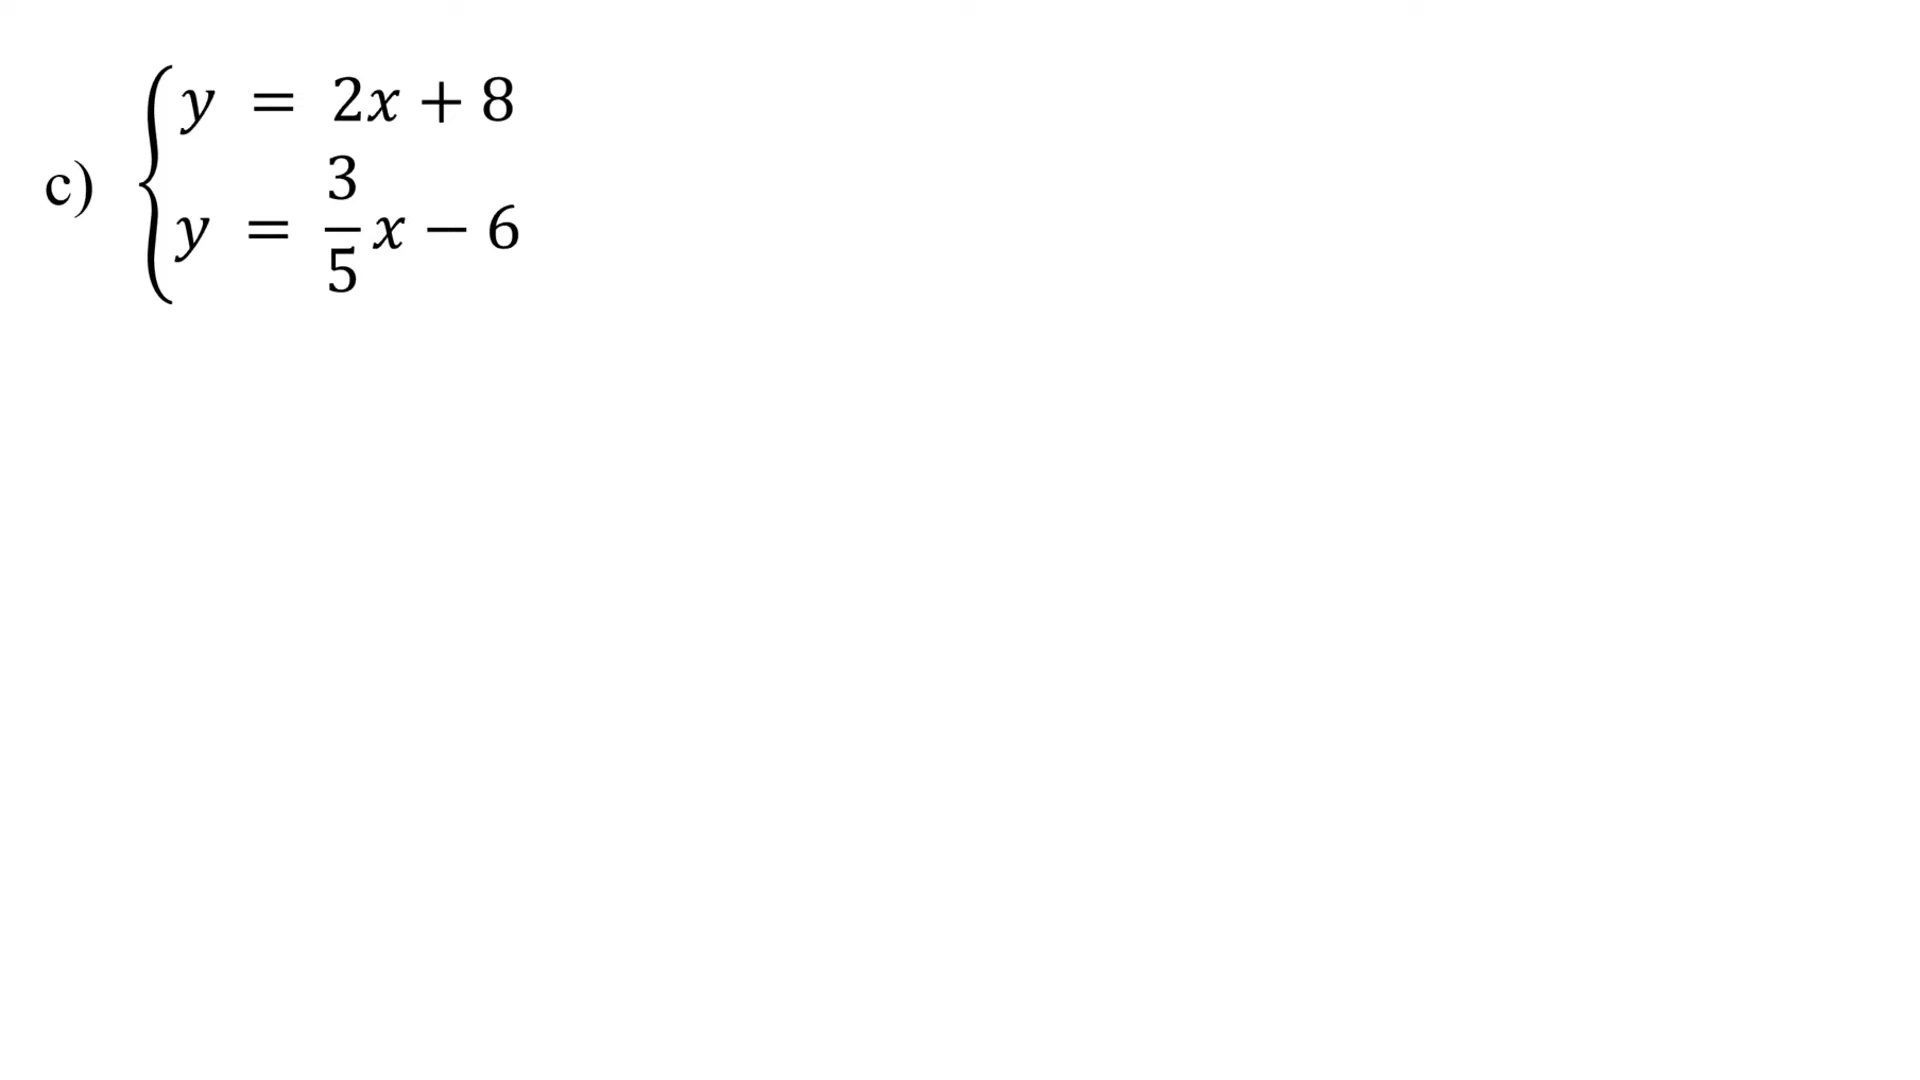 c) { y = 2x + 8
y = 3/5 x − 6